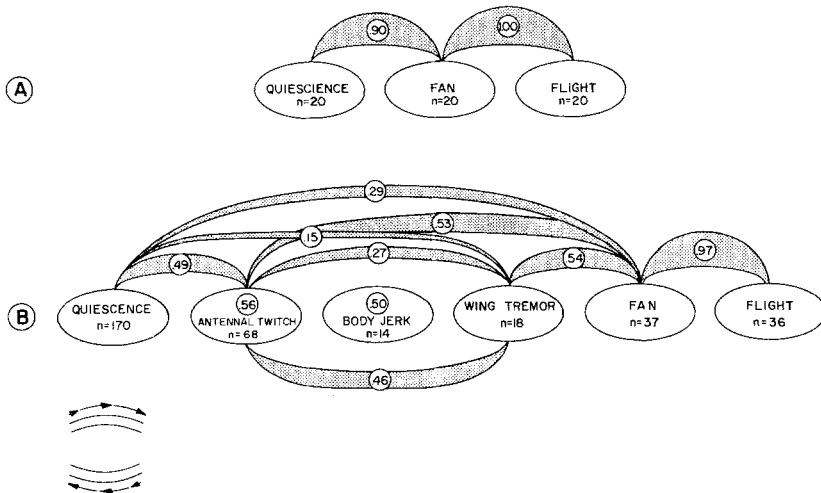 .90
.100
A
QUIESCIENCE
n=20
FAN
n=20
FLIGHT
n=20
.29
.53
.15
.49
.27
.54
.97
B
QUIESCENCE
n=170
.56
ANTENNAL TWITCH
n=68
.50
BODY JERK
n=14
WING TREMOR
n=18
FAN
n=37
FLIGHT
n=36
.46